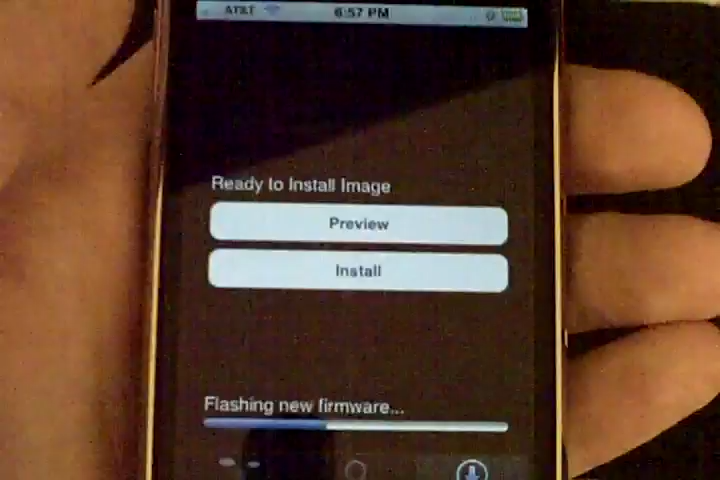 AT&T 6:57 PM
Ready to Install Image
Preview
Install
Flashing new firmware...